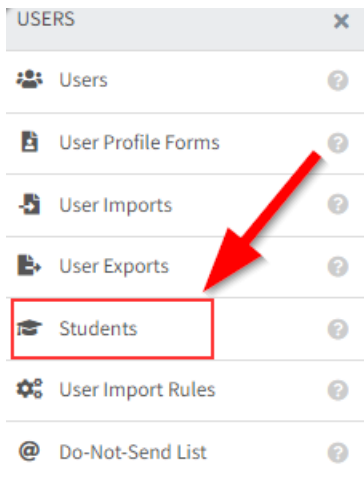 USERS
Users
User Profile Forms
User Imports
User Exports
Students
User Import Rules
Do-Not-Send List